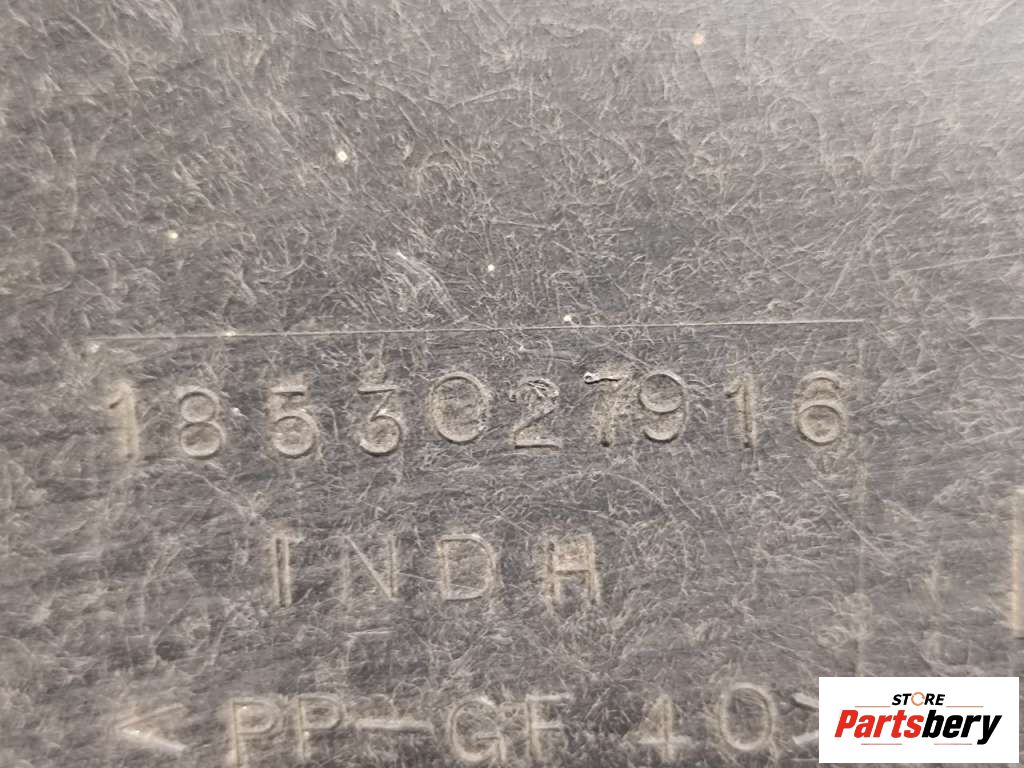 1853027916
INDH
<PP-GF 40>
STORE
Partsbery